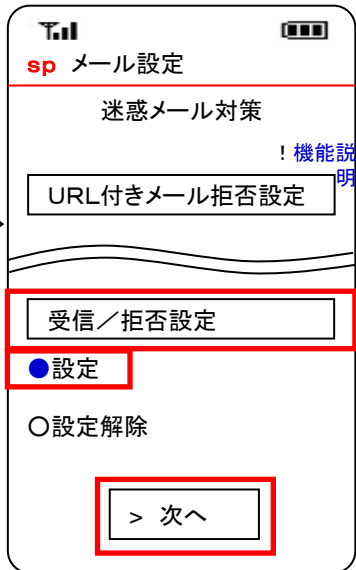 sp メール設定
迷惑メール対策
！機能説
明
ＵＲＬ付きメール拒否設定
受信／拒否設定
●設定
○設定解除
＞ 次へ